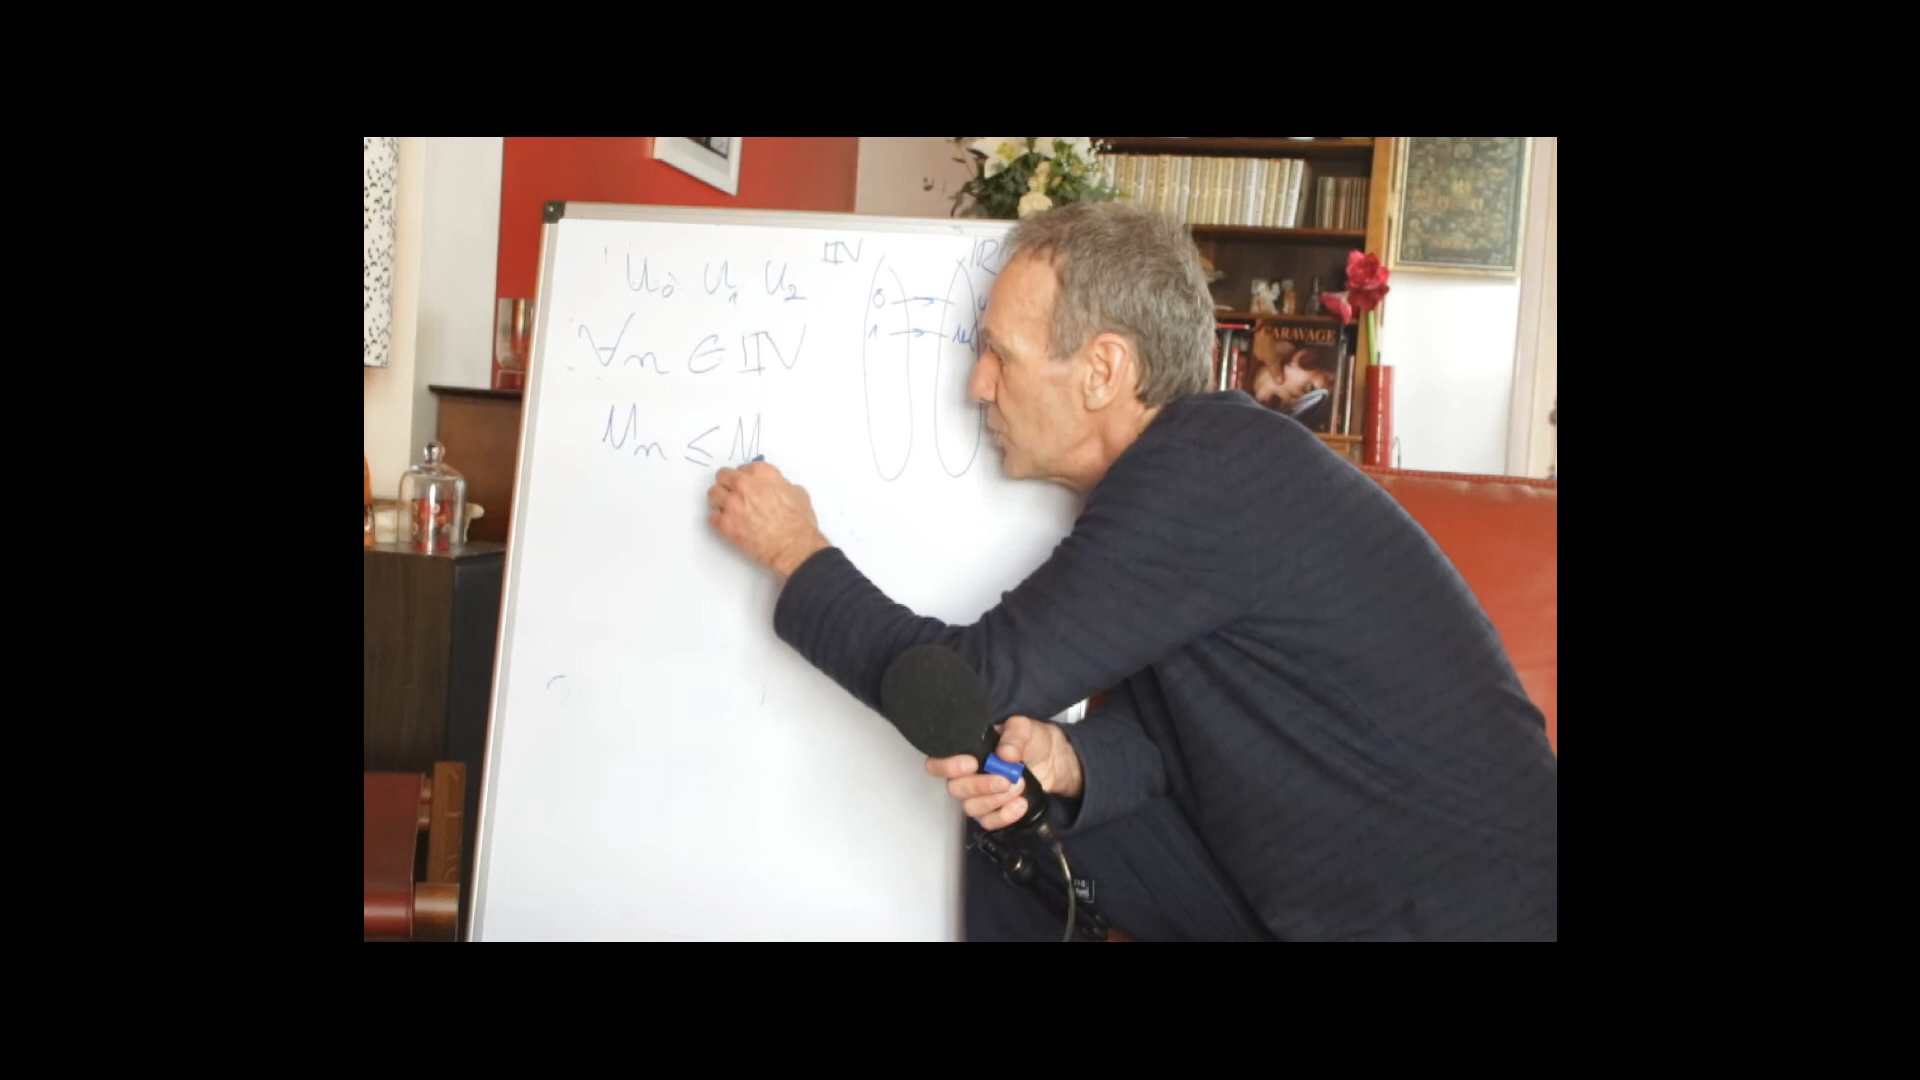 U₀ U₁ U₂
∀n ∈ ℕ
Uₙ ≤ U
ℕ ℝ
0 →
1 → U
CARAVAGE